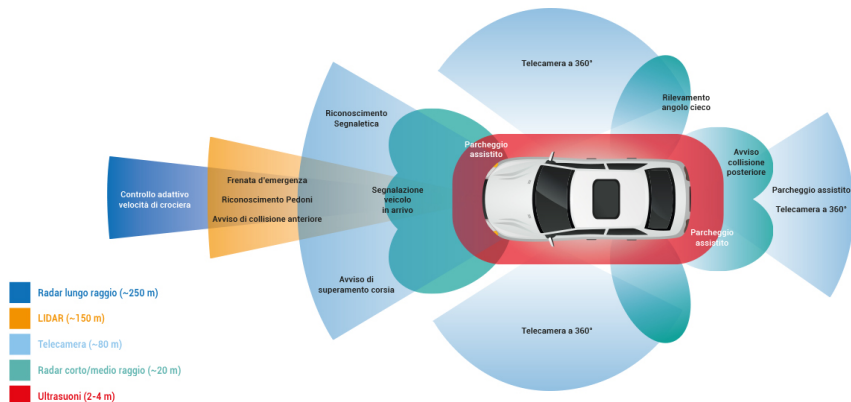 Telecamera a 360°
Riconoscimento
Segnaletica
Rilevamento
angolo cieco
Parcheggio
assistito
Avviso
collisione
posteriore
Controllo adattivo
velocità di crociera
Frenata d'emergenza
Riconoscimento Pedoni
Avviso di collisione anteriore
Segnalazione
veicolo
in arrivo
Parcheggio assistito
Telecamera a 360°
Parcheggio
assistito
Avviso di
superamento corsia
Telecamera a 360°
Radar lungo raggio (~250 m)
LIDAR (~150 m)
Telecamera (~80 m)
Radar corto/medio raggio (~20 m)
Ultrasuoni (2-4 m)